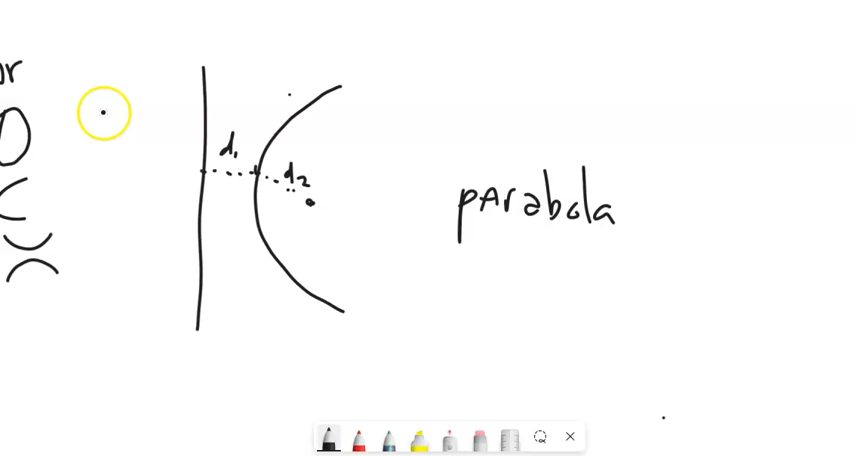 d₁
d₂
parabola